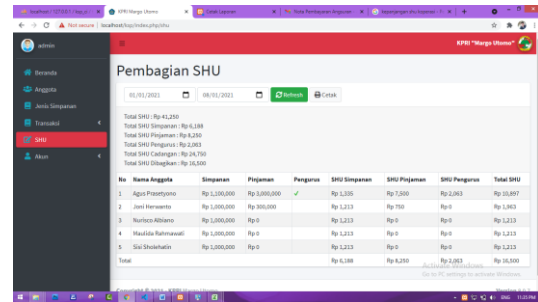 localhost/kop/index.php/shu
Not secure
KPRI Marga Utomo
Cetak Laporan
admin
KPRI "Marga Utomo"
Beranda
Anggota
Jenis Simpanan
Transaksi
SHU
Akun
Pembagian SHU
01/01/2021
Refresh
Cetak
Total SHU : Rp 41,250
Total SHU Simpanan : Rp 6,188
Total SHU Pinjaman : Rp 8,250
Total SHU Pengurus : Rp 2,063
Total SHU Cadangan : Rp 24,750
Total SHU Dibagikan : Rp 16,500
No Nama Anggota Simpanan Pinjaman Pengurus SHU Simpanan SHU Pinjaman SHU Pengurus Total SHU
1 Agus Prasetyono Rp 1,100,000 Rp 3,000,000 ✓ Rp 1,335 Rp 7,500 Rp 2,063 Rp 10,897
2 Joni Herwanto Rp 1,000,000 Rp 300,000 Rp 1,213 Rp 750 Rp 0 Rp 1,963
3 Nurisco Albiano Rp 1,000,000 Rp 0 Rp 1,213 Rp 0 Rp 0 Rp 1,213
4 Maulida Rahmawati Rp 1,000,000 Rp 0 Rp 1,213 Rp 0 Rp 0 Rp 1,213
5 Sisi Sholehatin Rp 1,000,000 Rp 0 Rp 1,213 Rp 0 Rp 0 Rp 1,213
Total Rp 6,188 Rp 8,250 Rp 2,063 Rp 16,500
Activate Windows
Go to PC settings to activate Windows.